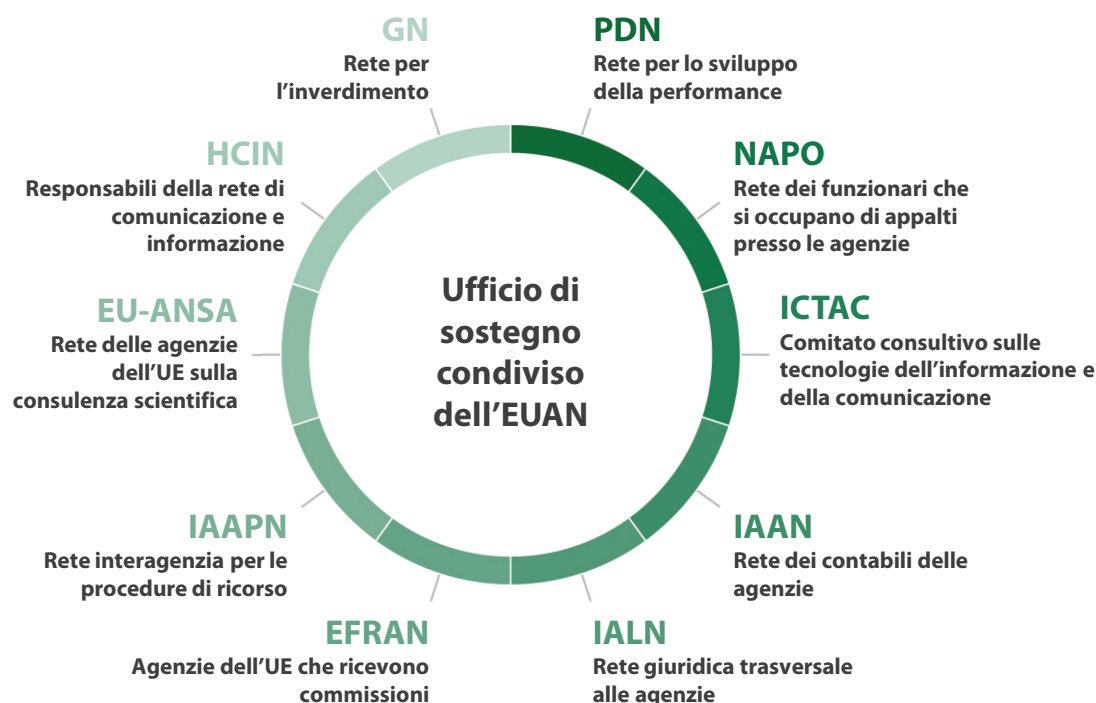 GN
Rete per
l'inverdimento
PDN
Rete per lo sviluppo
della performance
HCIN
Responsabili della rete di
comunicazione e
informazione
NAPO
Rete dei funzionari che
si occupano di appalti
presso le agenzie
EU-ANSA
Rete delle agenzie
dell'UE sulla
consulenza scientifica
Ufficio di
sostegno
condiviso
dell'EUAN
ICTAC
Comitato consultivo sulle
tecnologie dell'informazione e
della comunicazione
IAAPN
Rete interagenzia per le
procedure di ricorso
IAAN
Rete dei contabili delle
agenzie
EFRAN
Agenzie dell'UE che ricevono
commissioni
IALN
Rete giuridica trasversale
alle agenzie